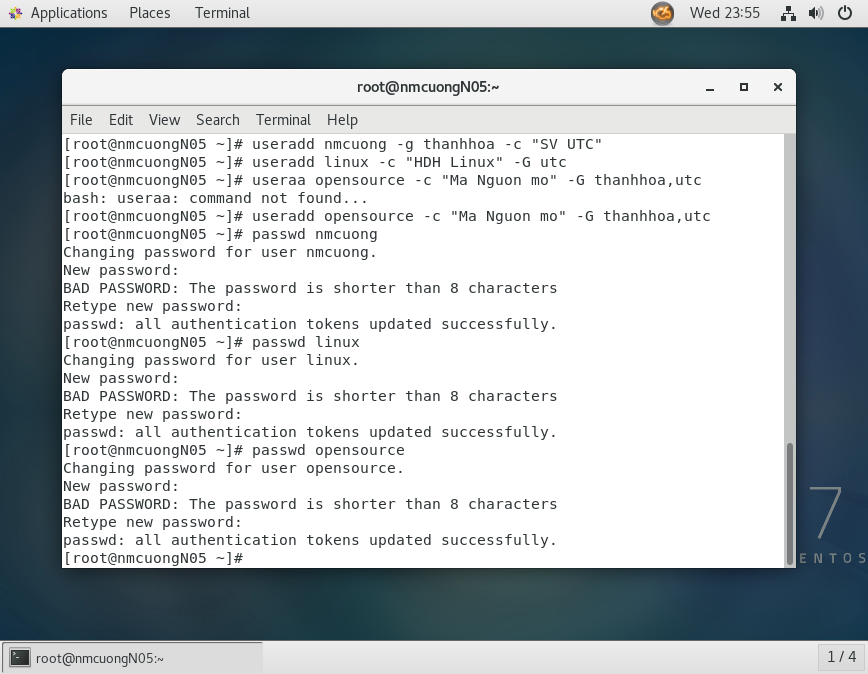 Applications Places Terminal Wed 23:55
root@nmcuongN05:~
File Edit View Search Terminal Help
[root@nmcuongN05 ~]# useradd nmcuong -g thanhhoa -c "SV UTC"
[root@nmcuongN05 ~]# useradd linux -c "HDH Linux" -G utc
[root@nmcuongN05 ~]# useraa opensource -c "Ma Nguon mo" -G thanhhoa,utc
bash: useraa: command not found...
[root@nmcuongN05 ~]# useradd opensource -c "Ma Nguon mo" -G thanhhoa,utc
[root@nmcuongN05 ~]# passwd nmcuong
Changing password for user nmcuong.
New password:
BAD PASSWORD: The password is shorter than 8 characters
Retype new password:
passwd: all authentication tokens updated successfully.
[root@nmcuongN05 ~]# passwd linux
Changing password for user linux.
New password:
BAD PASSWORD: The password is shorter than 8 characters
Retype new password:
passwd: all authentication tokens updated successfully.
[root@nmcuongN05 ~]# passwd opensource
Changing password for user opensource.
New password:
BAD PASSWORD: The password is shorter than 8 characters
Retype new password:
passwd: all authentication tokens updated successfully.
[root@nmcuongN05 ~]#
7
ENTOS
root@nmcuongN05:~ 1 / 4